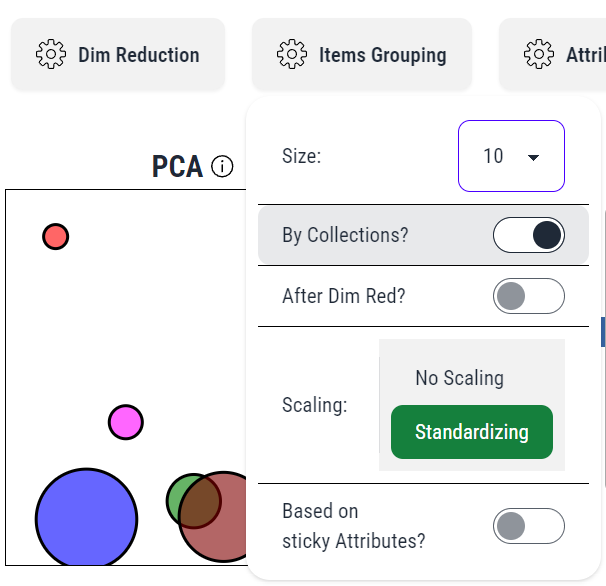 Dim Reduction
Items Grouping
Attri
PCA
Size:
10
By Collections?
After Dim Red?
Scaling:
No Scaling
Standardizing
Based on
sticky Attributes?